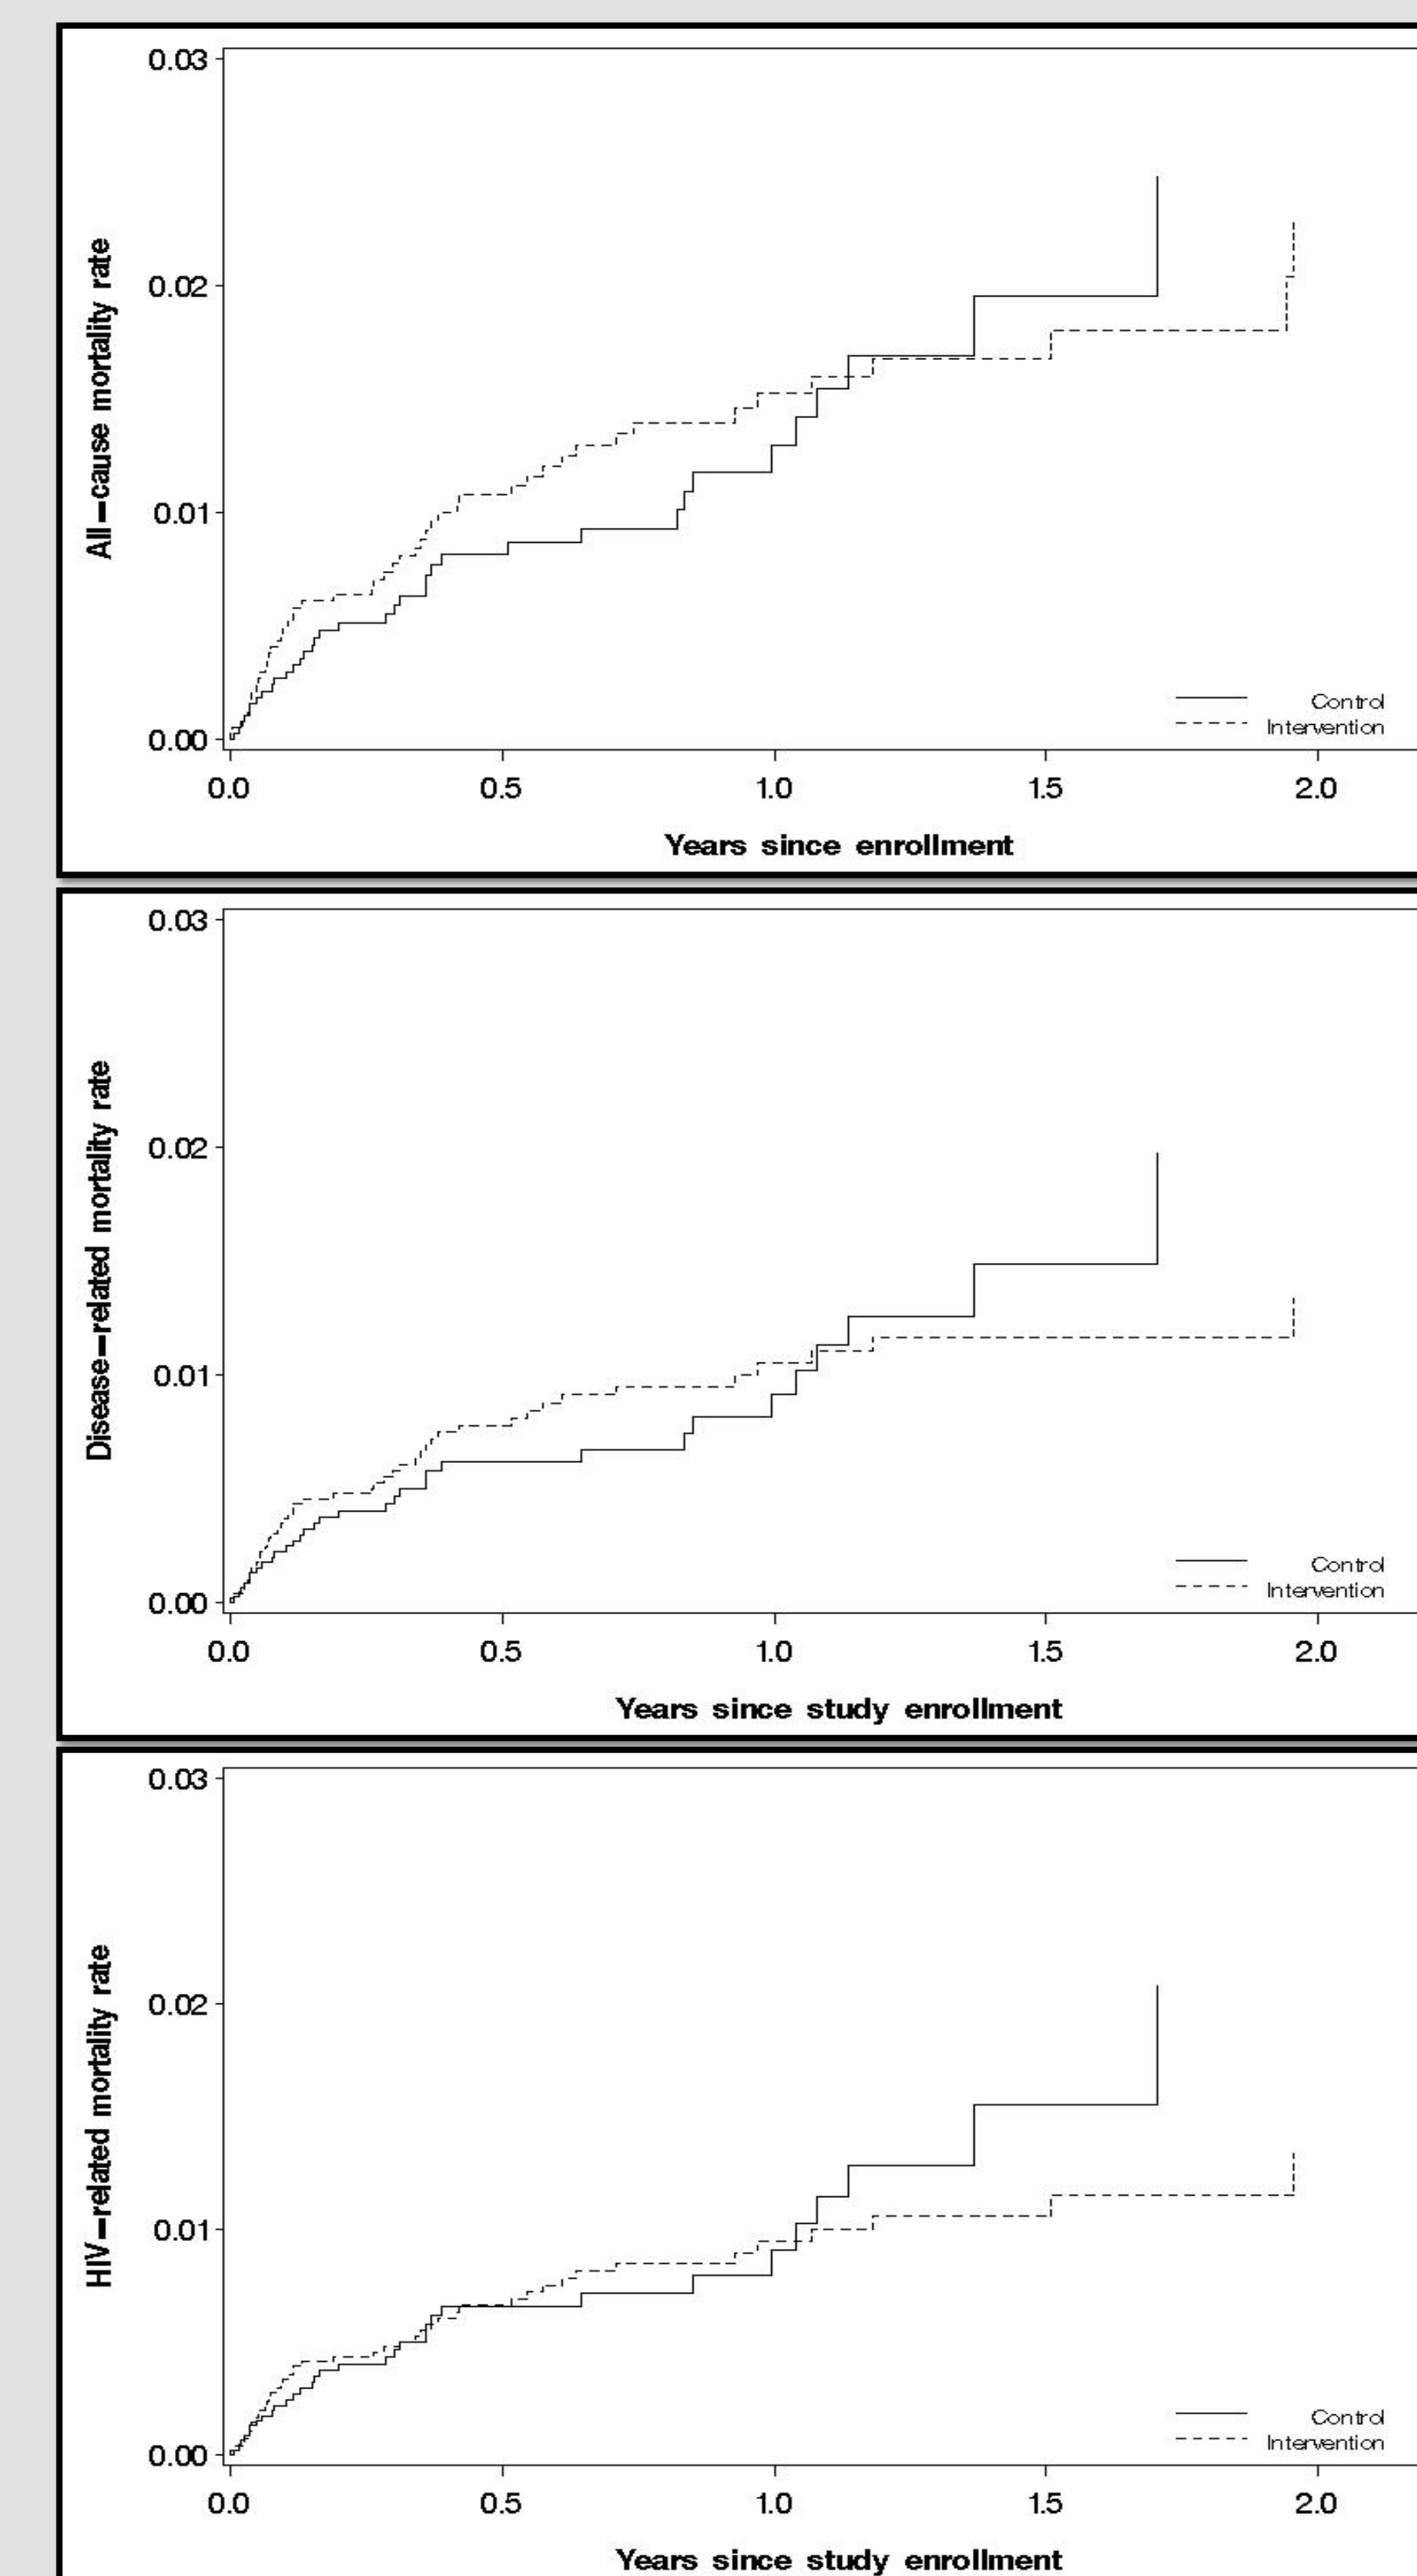 All-cause mortality rate
0.03
0.02
0.01
0.00
Control
Intervention
0.0 0.5 1.0 1.5 2.0
Years since enrollment
Disease-related mortality rate
0.03
0.02
0.01
0.00
Control
Intervention
0.0 0.5 1.0 1.5 2.0
Years since study enrollment
HIV-related mortality rate
0.03
0.02
0.01
0.00
Control
Intervention
0.0 0.5 1.0 1.5 2.0
Years since study enrollment